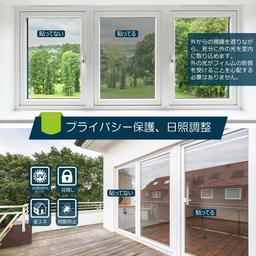 貼ってない
貼ってる
外からの視線を遮りなが
ら、充分に外の光を室内
に取り込めます。
外の光がフィルムの影響
を受けることを心配する
必要はありません。
プライバシー保護、日照調整
UV紫外線
カット
目隠し
省エネ
飛散防止
貼ってない
貼ってる